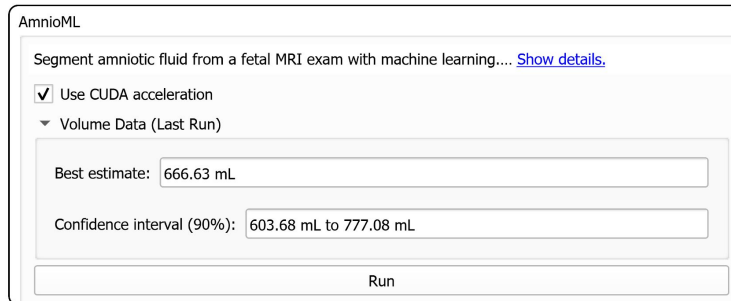 AmnioML
Segment amniotic fluid from a fetal MRI exam with machine learning.... Show details.
Use CUDA acceleration
Volume Data (Last Run)
Best estimate: 666.63 mL
Confidence interval (90%): 603.68 mL to 777.08 mL
Run